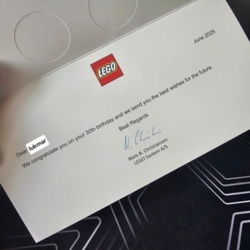 LEGO
June 2025
Dear lukmar
We congratulate you on your 30th birthday and we send you the best wishes for the future.
Best Regards
Niels B. Christiansen
LEGO System A/S